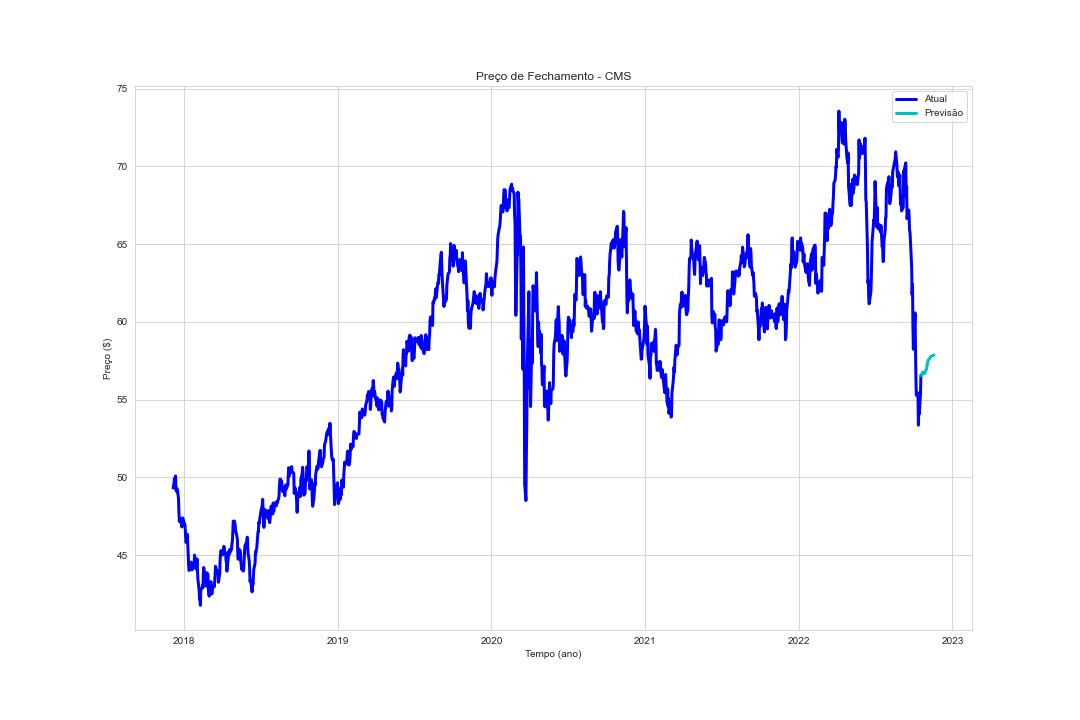 Preço de Fechamento - CMS
Atual
Previsão
Preço ($)
75
70
65
60
55
50
45
2018 2019 2020 2021 2022 2023
Tempo (ano)